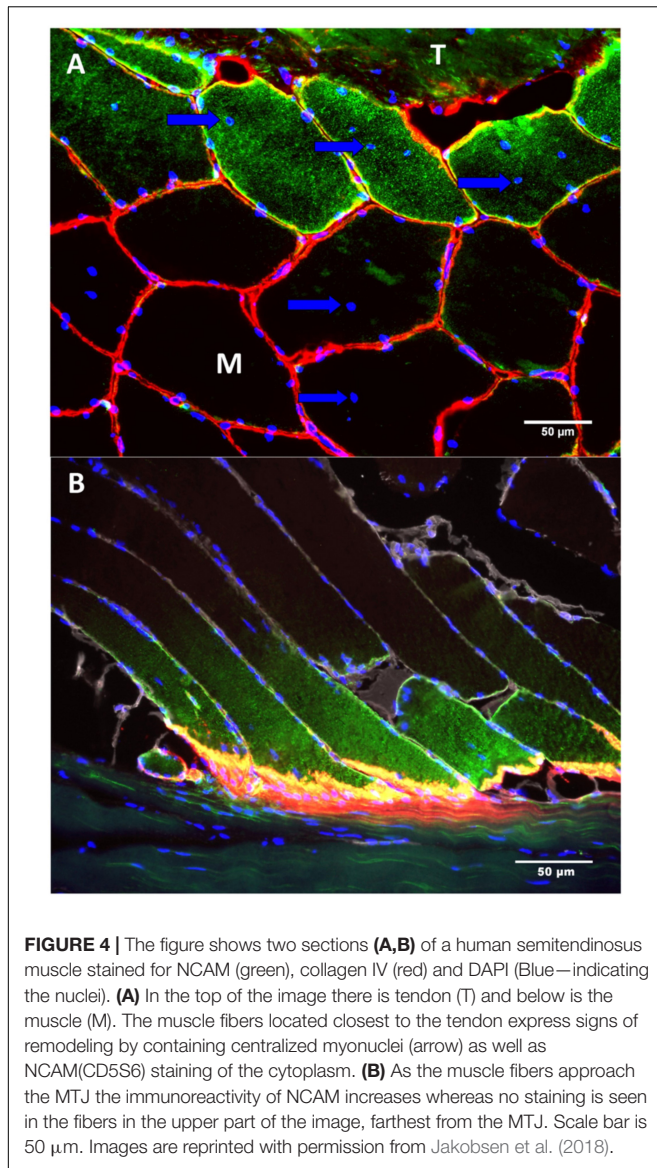 A
T
M
50 µm
B
50 µm
FIGURE 4 | The figure shows two sections (A,B) of a human semitendinosus
muscle stained for NCAM (green), collagen IV (red) and DAPI (Blue—indicating
the nuclei). (A) In the top of the image there is tendon (T) and below is the
muscle (M). The muscle fibers located closest to the tendon express signs of
remodeling by containing centralized myonuclei (arrow) as well as
NCAM(CD5S6) staining of the cytoplasm. (B) As the muscle fibers approach
the MTJ the immunoreactivity of NCAM increases whereas no staining is seen
in the fibers in the upper part of the image, farthest from the MTJ. Scale bar is
50 µm. Images are reprinted with permission from Jakobsen et al. (2018).